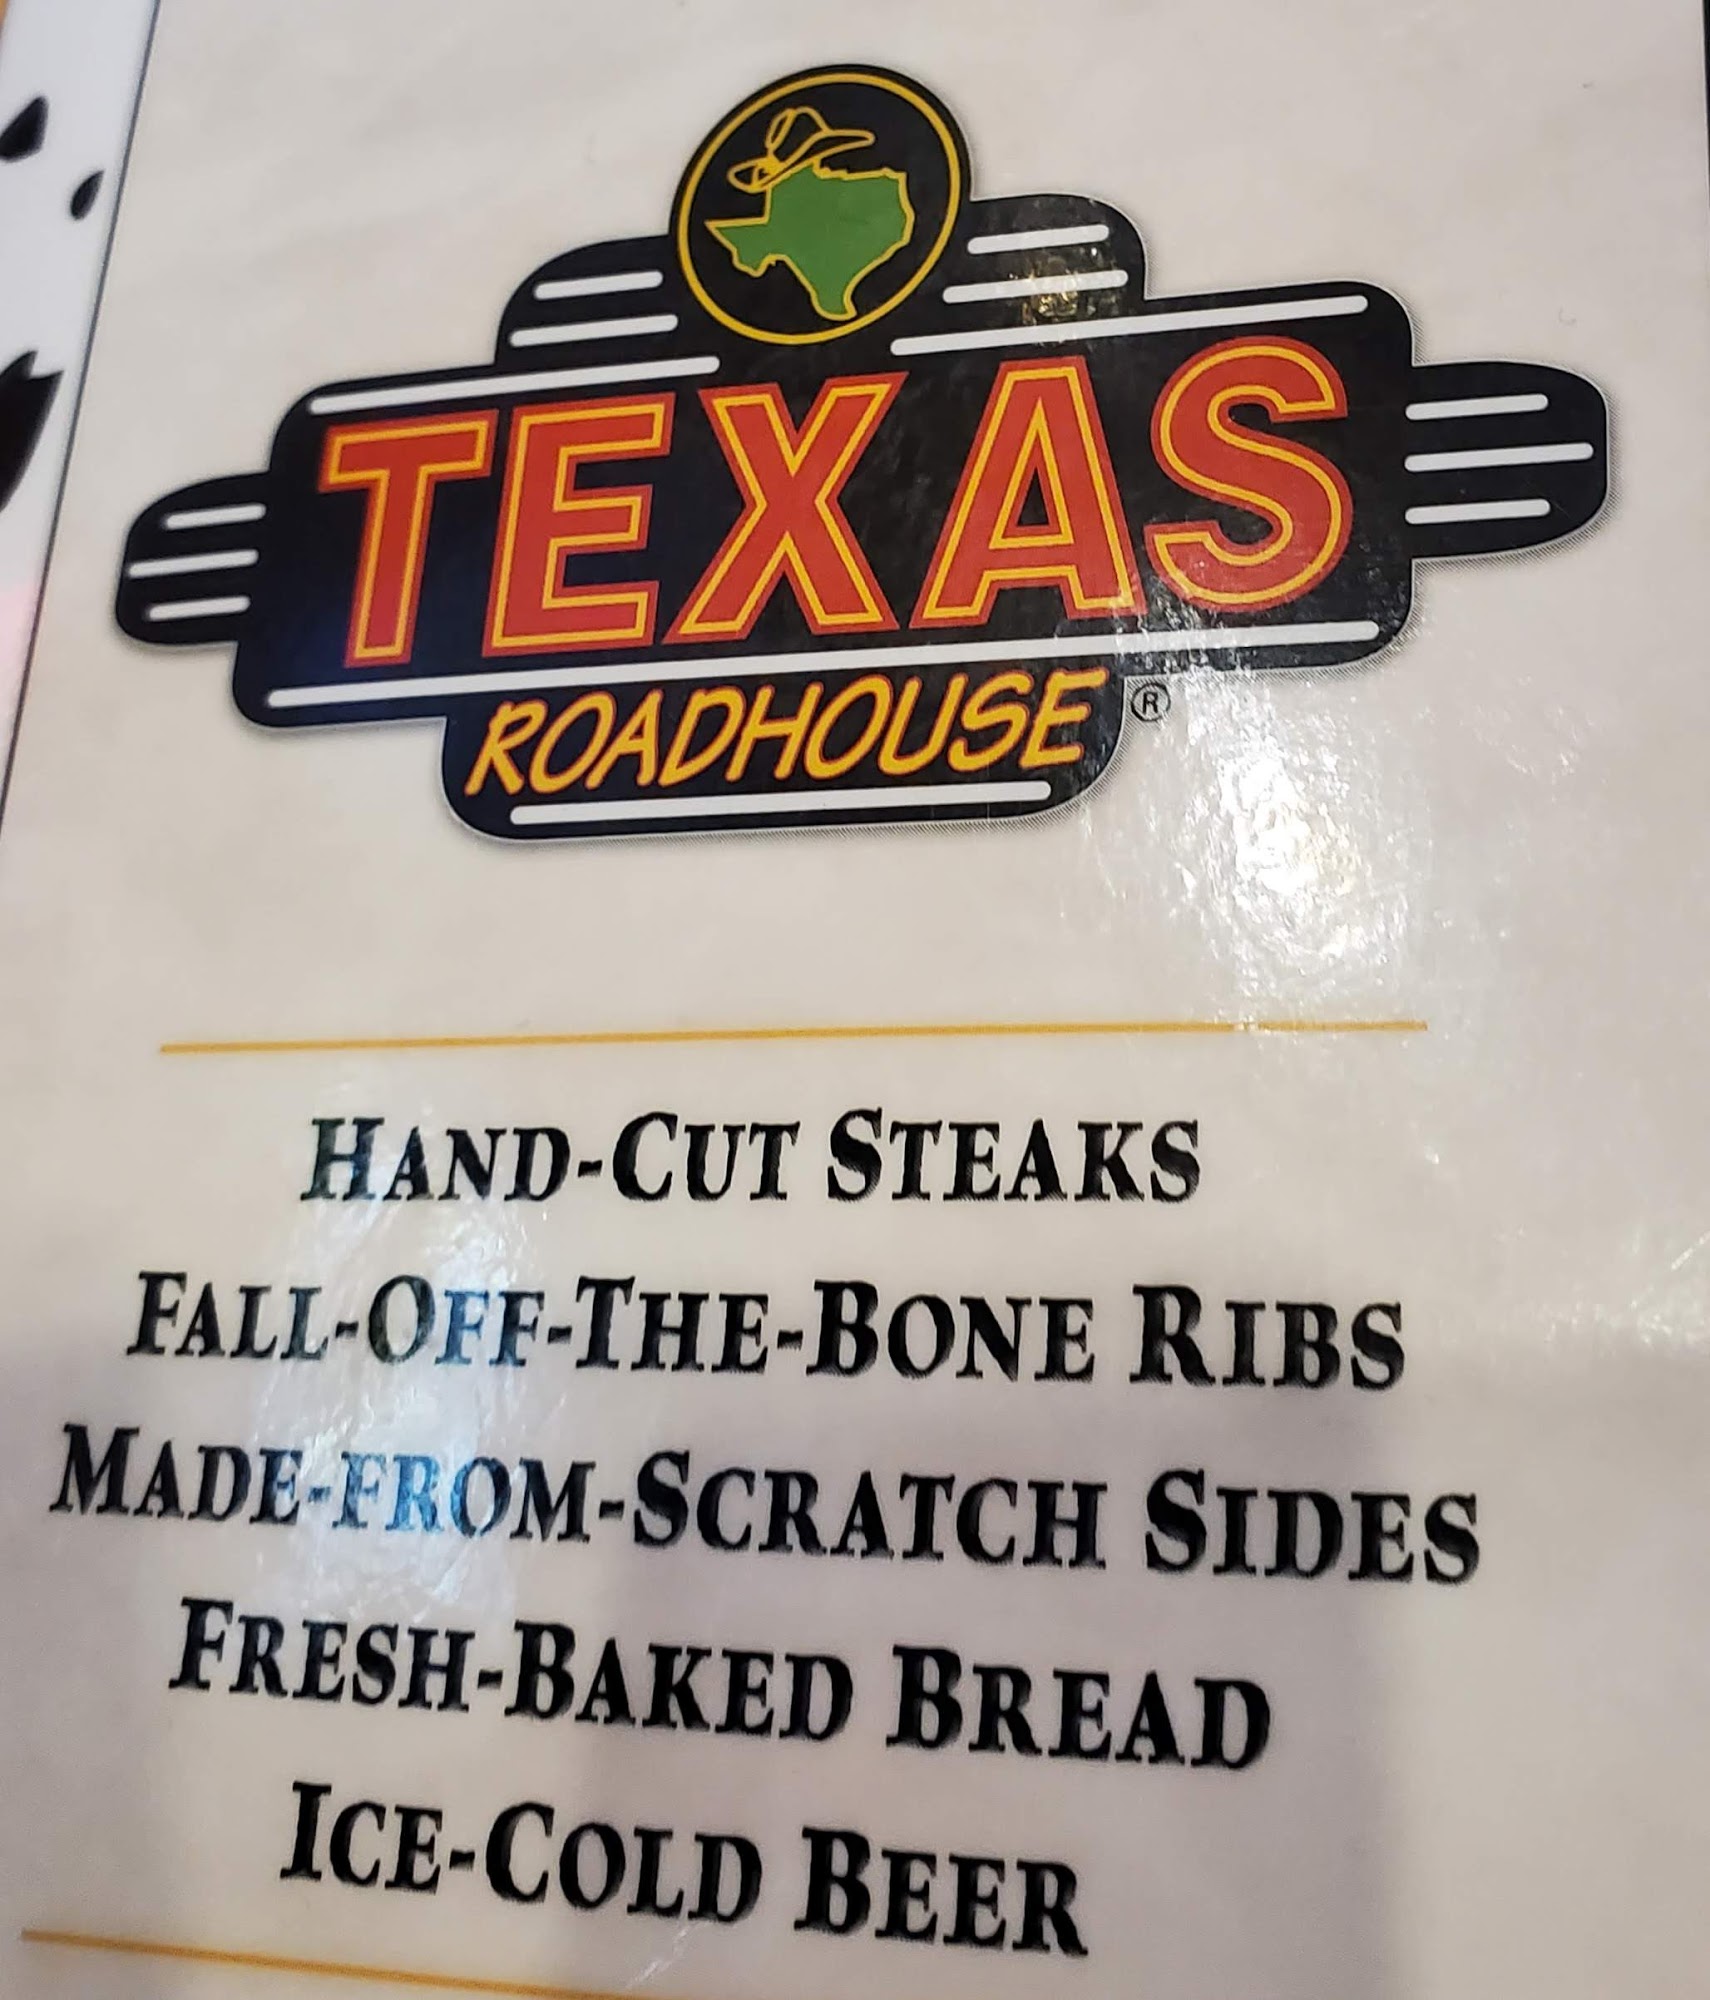 TEXAS
ROADHOUSE ®
HAND-CUT STEAKS
FALL-OFF-THE-BONE RIBS
MADE-FROM-SCRATCH SIDES
FRESH-BAKED BREAD
ICE-COLD BEER